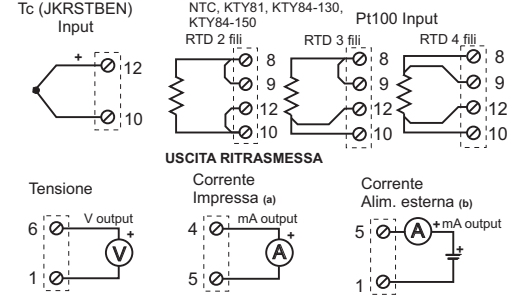 Tc (JKRSTBEN)
Input
+
12
10
NTC, KTY81, KTY84-130,
KTY84-150
RTD 2 fili
8
9
12
10
Pt100 Input
RTD 3 fili
8
9
12
10
RTD 4 fili
8
9
12
10
USCITA RITRASMESSA
Tensione
6
V output
+
V
1
Corrente
Impressa (a)
4
mA output
+
A
5
Corrente
Alim. esterna (b)
5
A
+mA output
+
1